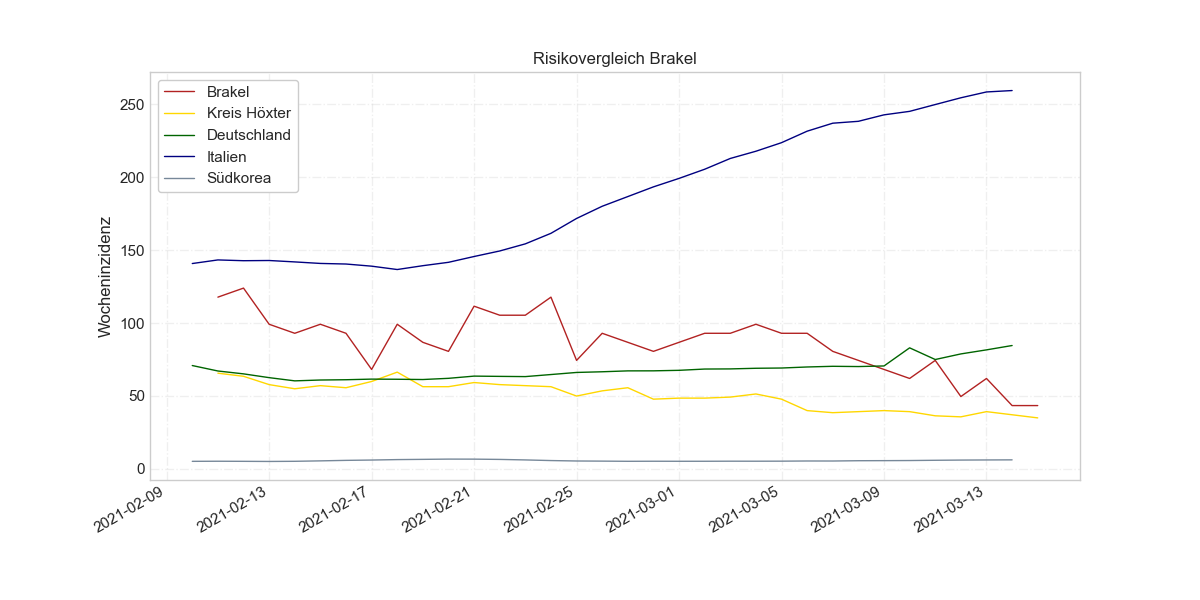 Risikovergleich Brakel
Brakel
Kreis Höxter
Deutschland
Italien
Südkorea
Wocheninzidenz
250
200
150
100
50
0
2021-02-09
2021-02-13
2021-02-17
2021-02-21
2021-02-25
2021-03-01
2021-03-05
2021-03-09
2021-03-13